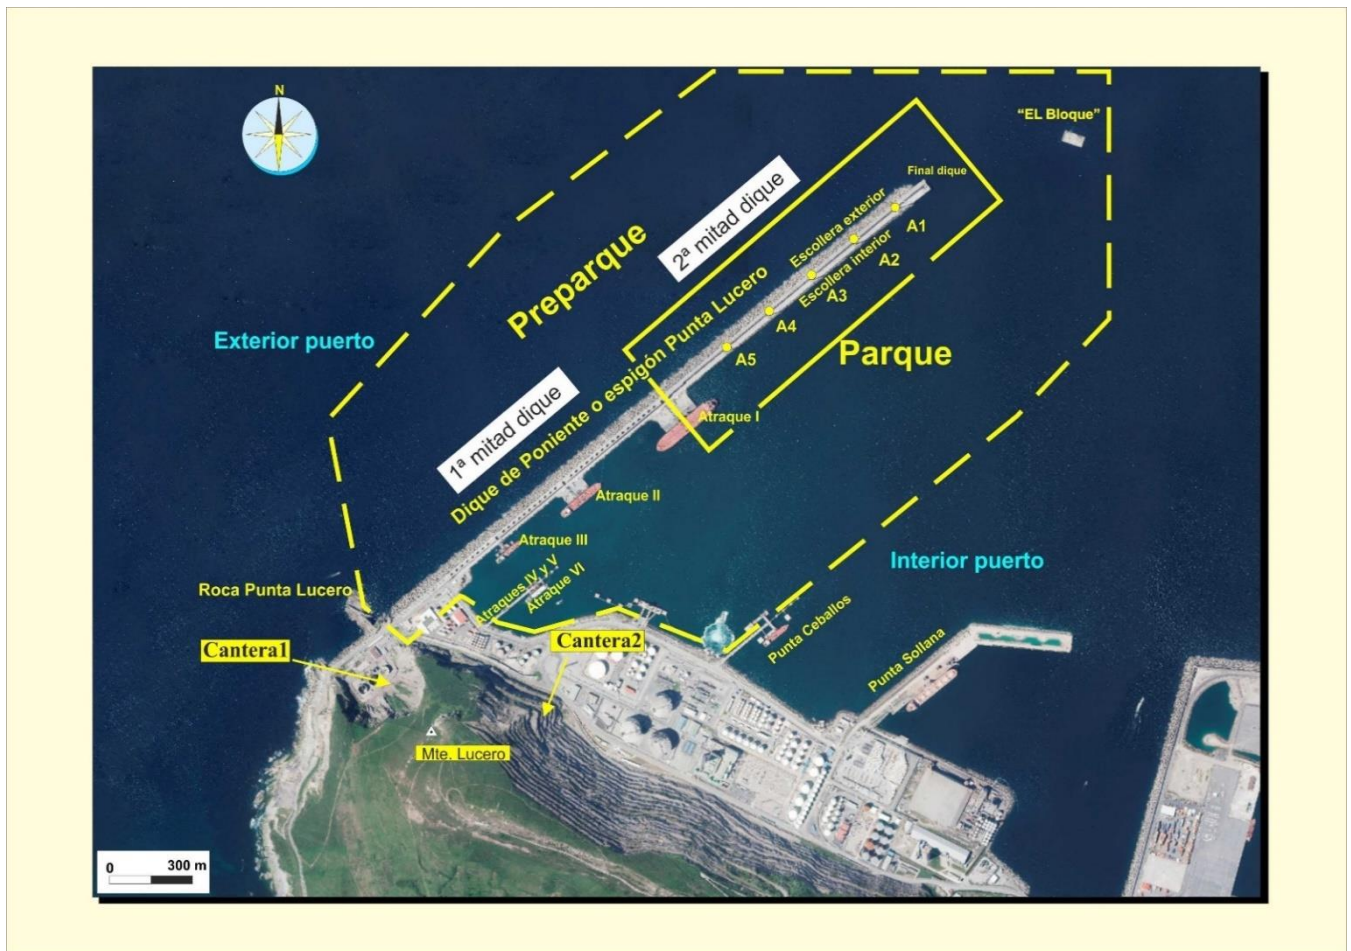 N
"EL Bloque"
Final dique
2ª mitad dique
Escollera exterior
A1
Preparque
A2
Escollera interior
A3
Exterior puerto
A4
Parque
A5
1ª mitad dique
Dique de Poniente o espigón Punta Lucero
Atraque I
Atraque II
Atraque III
Interior puerto
Atraques IV y V
Atraque VI
Roca Punta Lucero
Punta Ceballos
Cantera1
Cantera2
Punta Sollana
Mte. Lucero
0 300 m